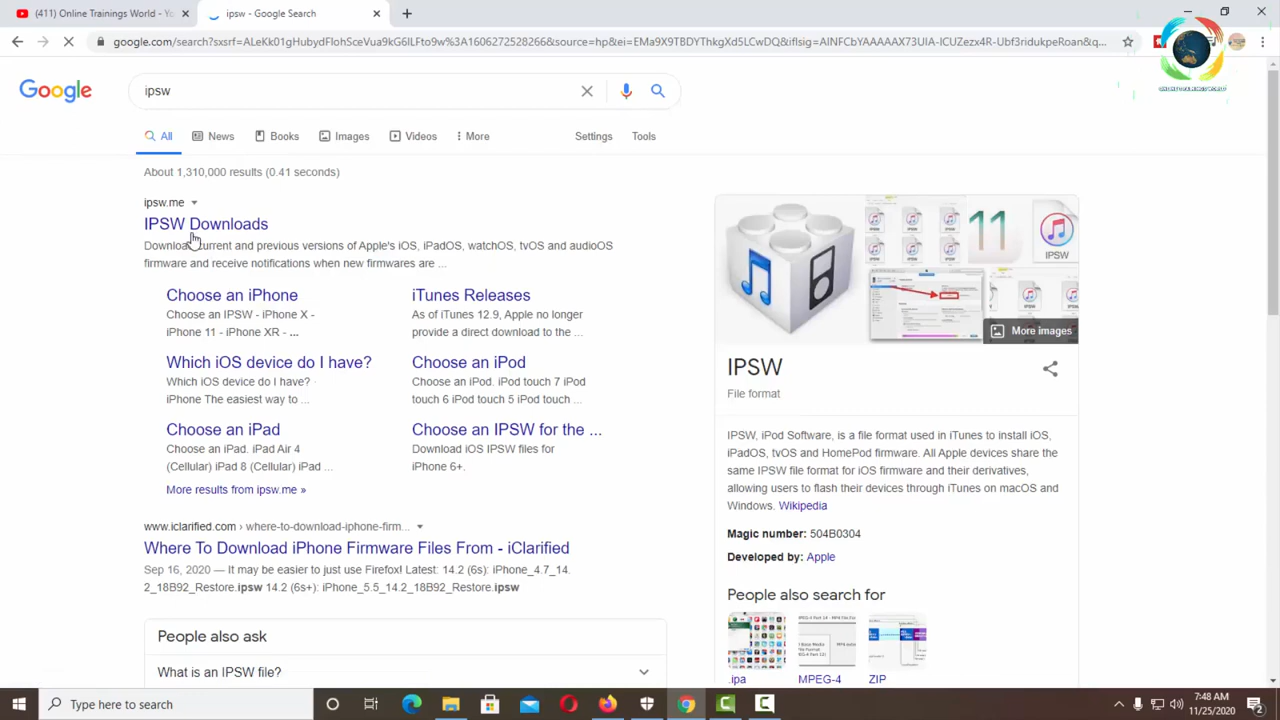 (411) Online Trainings World - Yo
ipsw - Google Search
google.com/search?sxsrf=ALeKk01gHubydFlohSceVua9kG6lLFto9w%3...
Google
ipsw
All
News
Books
Images
Videos
More
Settings
Tools
About 1,310,000 results (0.41 seconds)
ipsw.me
IPSW Downloads
Download current and previous versions of Apple's iOS, iPadOS, watchOS, tvOS and audioOS
firmware and receive notifications when new firmwares are ...
Choose an iPhone
Choose an IPSW - iPhone X -
iPhone 11 - iPhone XR - ...
iTunes Releases
As of iTunes 12.9, Apple no longer
provide a direct download to the ...
Which iOS device do I have?
Which iOS device do I have?
iPhone The easiest way to ...
Choose an iPod
Choose an iPod. iPod touch 7 iPod
touch 6 iPod touch 5 iPod touch ...
Choose an iPad
Choose an iPad. iPad Air 4
(Cellular) iPad 8 (Cellular) iPad ...
Choose an IPSW for the ...
Download iOS IPSW files for
iPhone 6+.
More results from ipsw.me »
www.iclarified.com › where-to-download-iphone-firm...
Where To Download iPhone Firmware Files From - iClarified
Sep 16, 2020 — It may be easier to just use Firefox! Latest: 14.2 (6s): iPhone_4.7_14.
2_18B92_Restore.ipsw 14.2 (6s+): iPhone_5.5_14.2_18B92_Restore.ipsw
People also ask
What is an IPSW file?
11
IPSW
More images
IPSW
File format
IPSW, iPod Software, is a file format used in iTunes to install iOS,
iPadOS, tvOS and HomePod firmware. All Apple devices share the
same IPSW file format for iOS firmware and their derivatives,
allowing users to flash their devices through iTunes on macOS and
Windows. Wikipedia
Magic number: 504B0304
Developed by: Apple
People also search for
.ipa
MPEG-4
ZIP
Type here to search
7:48 AM
11/25/2020
2